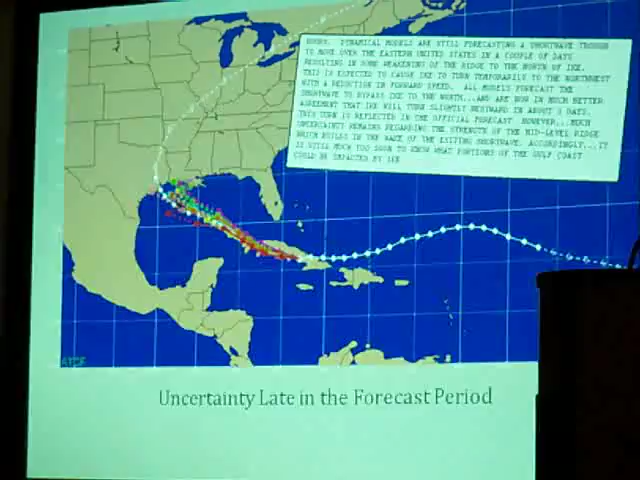 HOURS. DYNAMICAL MODELS ARE STILL FORECASTING A SHORTWAVE TROUGH
TO MOVE OVER THE EASTERN UNITED STATES IN A COUPLE OF DAYS
RESULTING IN SOME WEAKENING OF THE RIDGE TO THE NORTH OF IKE.
THIS IS EXPECTED TO CAUSE IKE TO TURN TEMPORARILY TO THE NORTHWEST
WITH A REDUCTION IN FORWARD SPEED. ALL MODELS FORECAST THE
SHORTWAVE TO BYPASS IKE TO THE NORTH...AND ARE NOW IN MUCH BETTER
AGREEMENT THAT IKE WILL TURN SLIGHTLY WESTWARD IN ABOUT 3 DAYS.
THIS TURN IS REFLECTED IN THE OFFICIAL FORECAST. HOWEVER...MUCH
UNCERTAINTY REMAINS REGARDING THE STRENGTH OF THE MID-LEVEL RIDGE
WHICH BUILDS IN THE WAKE OF THE EXITING SHORTWAVE. ACCORDINGLY...IT
IS STILL MUCH TOO SOON TO KNOW WHAT PORTIONS OF THE GULF COAST
COULD BE IMPACTED BY IKE
ATCF
Uncertainty Late in the Forecast Period